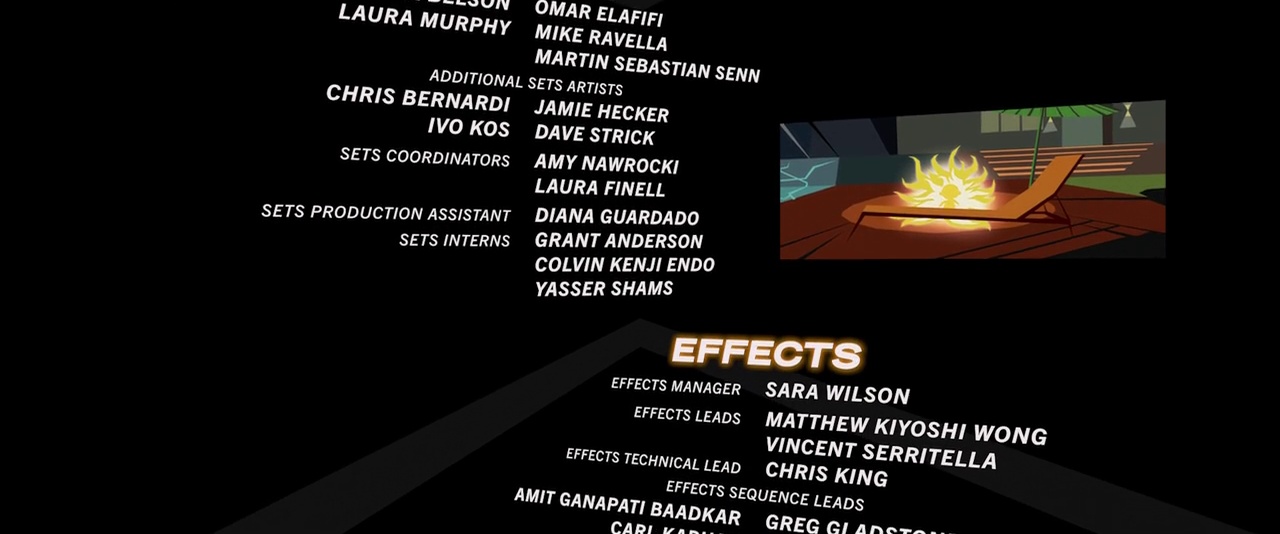 OMAR ELAFIFI
LAURA MURPHY MIKE RAVELLA
MARTIN SEBASTIAN SENN
ADDITIONAL SETS ARTISTS
CHRIS BERNARDI JAMIE HECKER
IVO KOS DAVE STRICK
SETS COORDINATORS AMY NAWROCKI
LAURA FINELL
SETS PRODUCTION ASSISTANT DIANA GUARDADO
SETS INTERNS GRANT ANDERSON
COLVIN KENJI ENDO
YASSER SHAMS
EFFECTS
EFFECTS MANAGER SARA WILSON
EFFECTS LEADS MATTHEW KIYOSHI WONG
VINCENT SERRITELLA
EFFECTS TECHNICAL LEAD CHRIS KING
EFFECTS SEQUENCE LEADS
AMIT GANAPATI BAADKAR GREG GLADSTONE
CARL